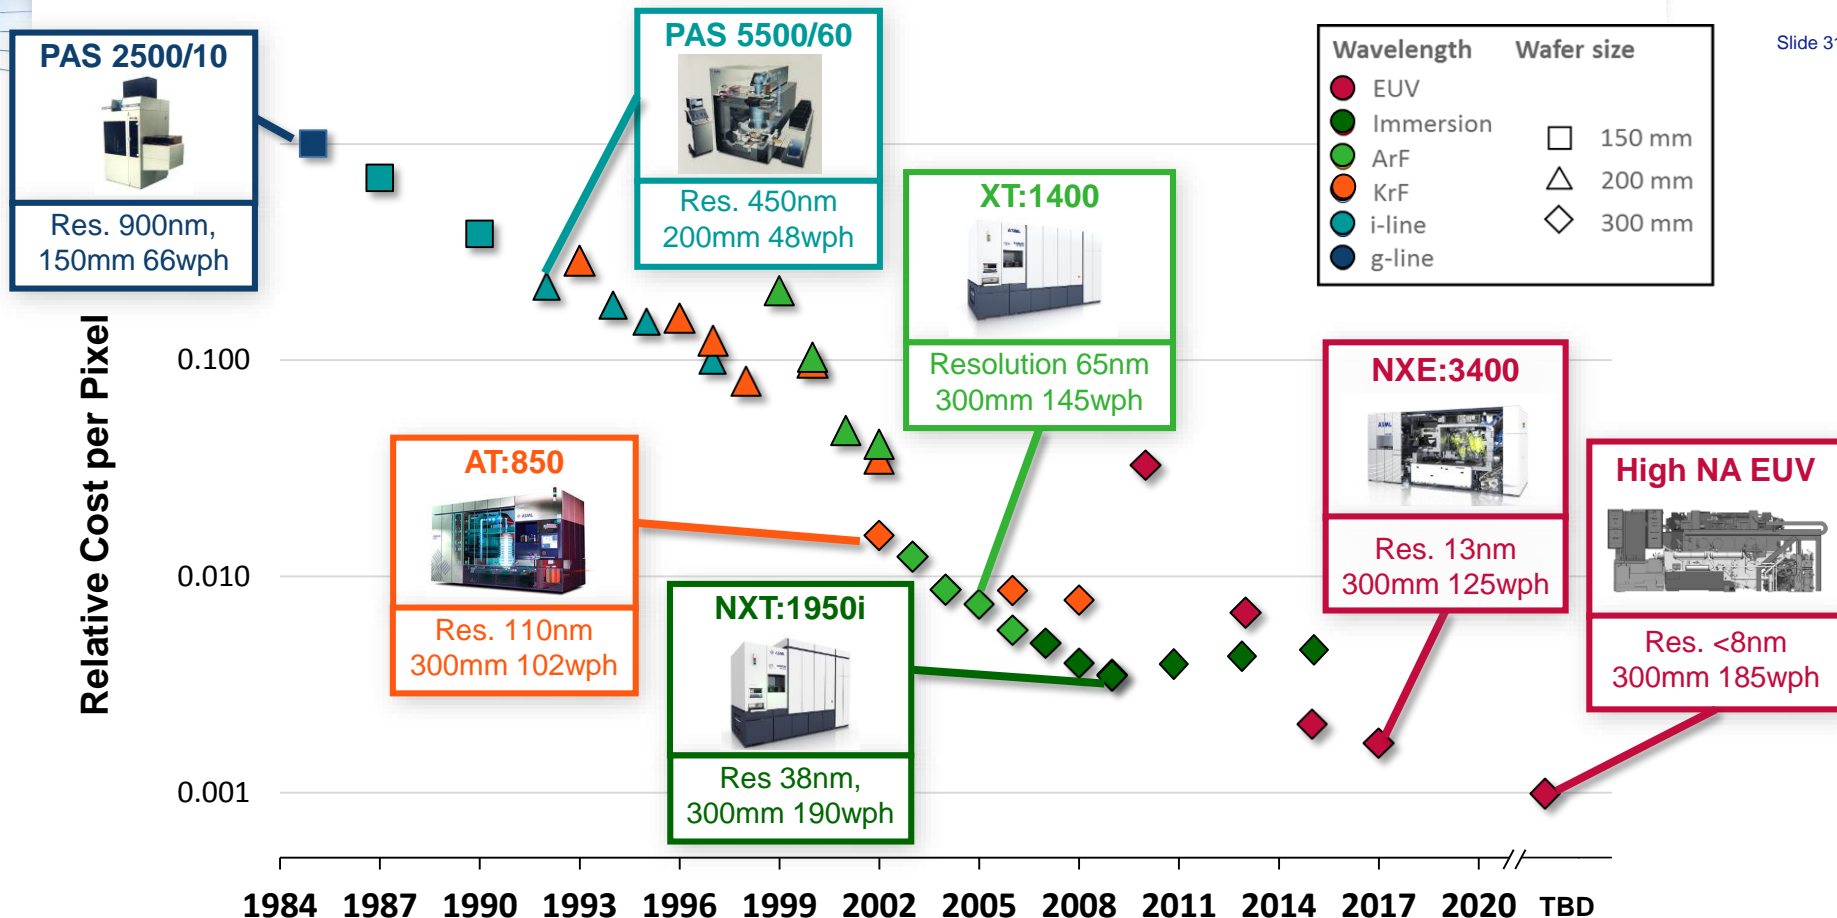 Slide 31
PAS 2500/10
Res. 900nm,
150mm 66wph
PAS 5500/60
Res. 450nm
200mm 48wph
XT:1400
Resolution 65nm
300mm 145wph
Wavelength
EUV
Immersion
ArF
KrF
i-line
g-line
Wafer size
150 mm
200 mm
300 mm
AT:850
Res. 110nm
300mm 102wph
NXT:1950i
Res 38nm,
300mm 190wph
NXE:3400
ASML
Res. 13nm
300mm 125wph
High NA EUV
Res. <8nm
300mm 185wph
Relative Cost per Pixel
0.100
0.010
0.001
1984 1987 1990 1993 1996 1999 2002 2005 2008 2011 2014 2017 2020 TBD